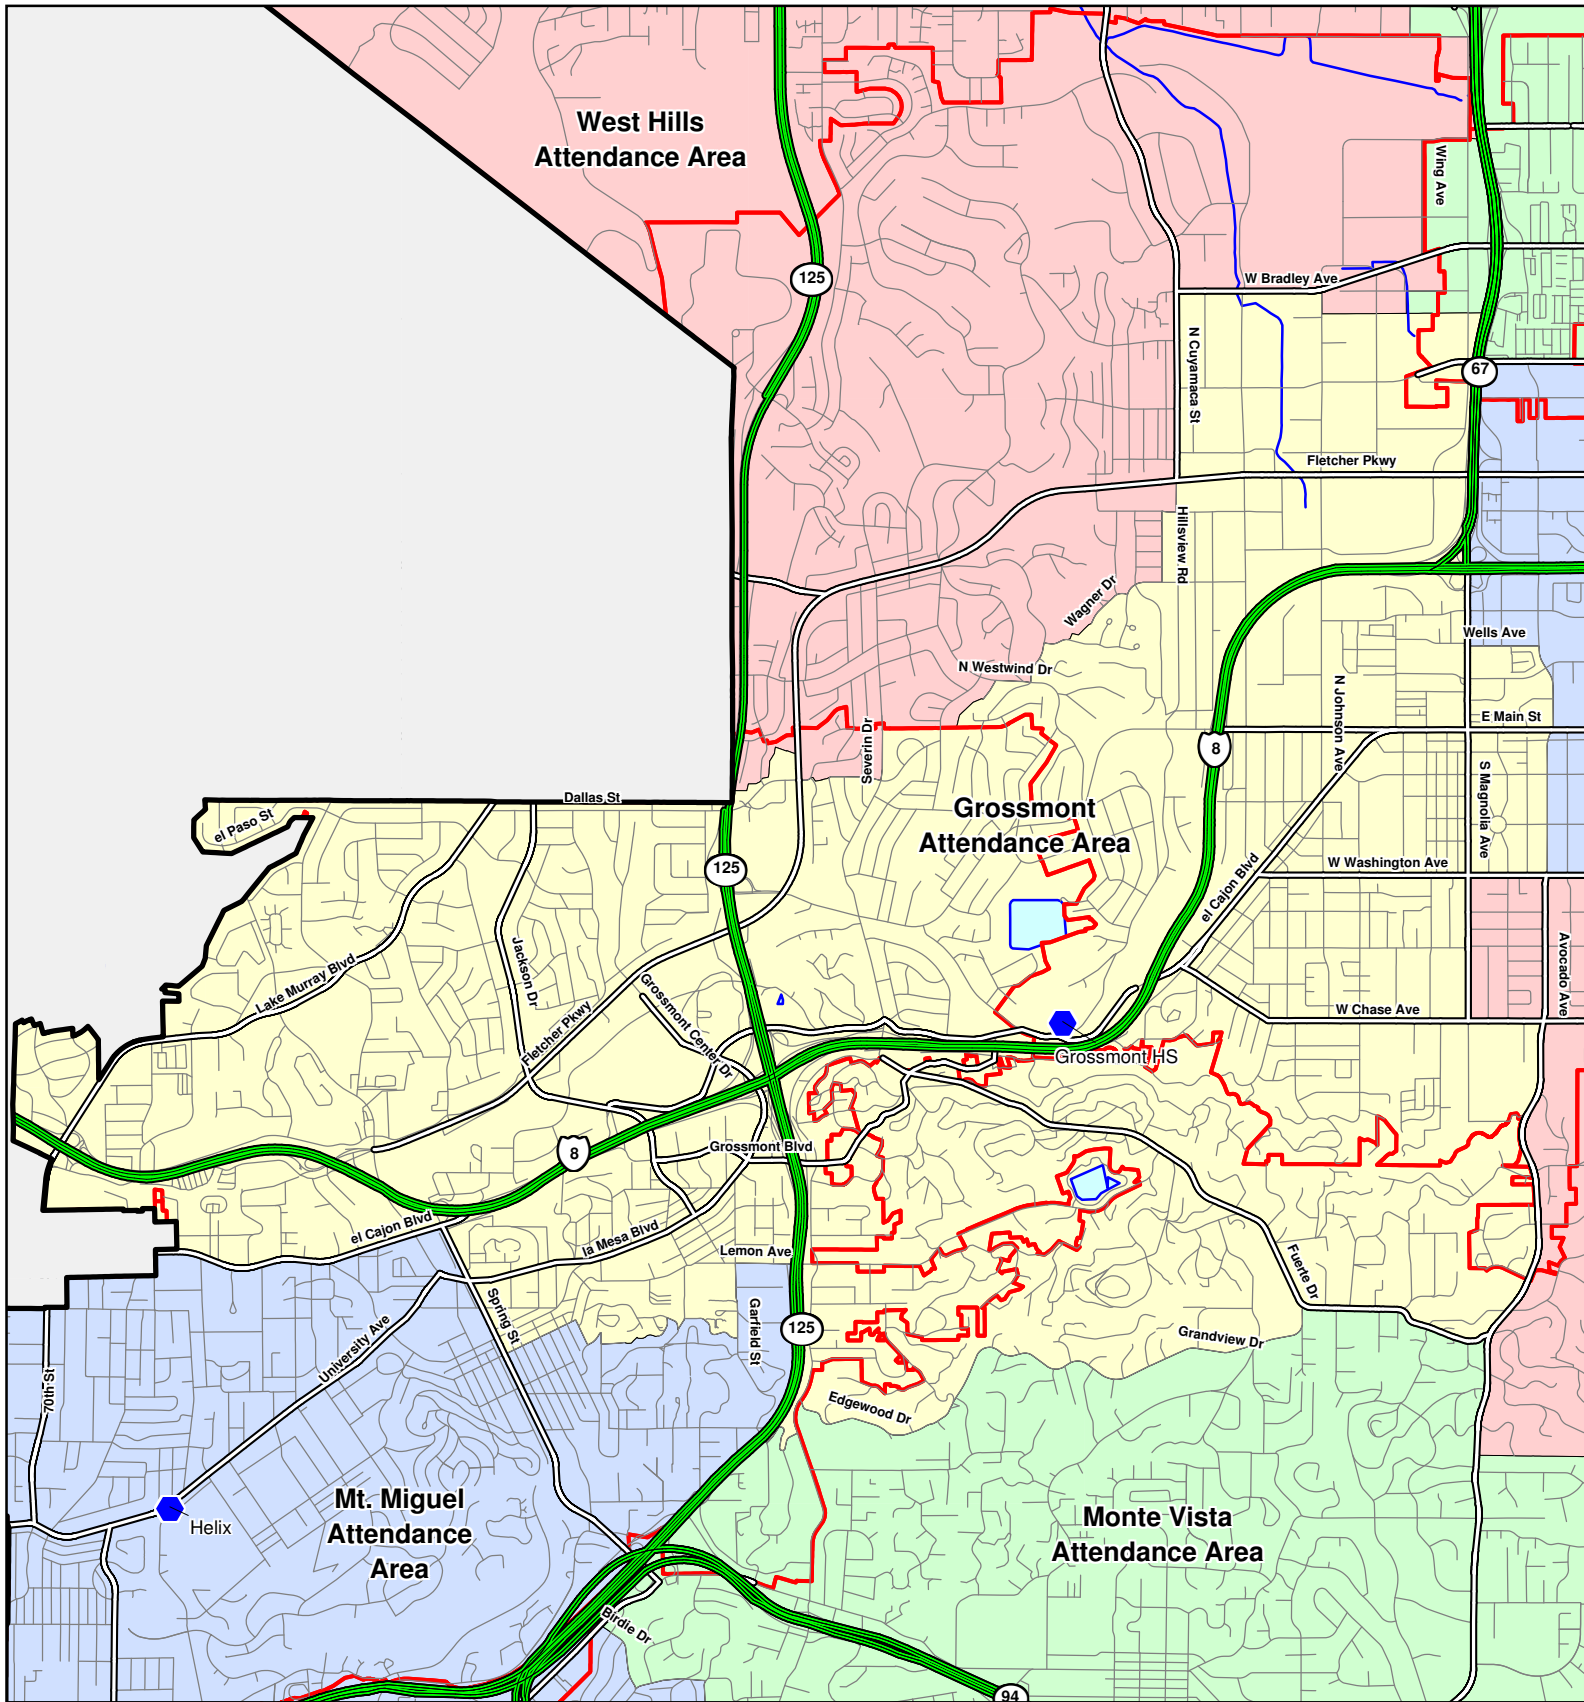 West Hills
Attendance Area
Wing Ave
125
W Bradley Ave
N Cuyamaca St
67
Fletcher Pkwy
Hillsview Rd
Wagner Dr
Wells Ave
N Westwind Dr
N Johnson Ave
E Main St
Severin Dr
8
S Magnolia Ave
Dallas St
el Paso St
Grossmont
Attendance Area
W Washington Ave
125
el Cajon Blvd
Avocado Ave
Lake Murray Blvd
Jackson Dr
Grossmont Center Dr
Fletcher Pkwy
W Chase Ave
Grossmont HS
8
Grossmont Blvd
el Cajon Blvd
la Mesa Blvd
Lemon Ave
Fuerte Dr
Spring St
Garfield St
125
University Ave
Grandview Dr
70th St
Edgewood Dr
Mt. Miguel
Attendance
Area
Helix
Monte Vista
Attendance Area
Birdie Dr
94